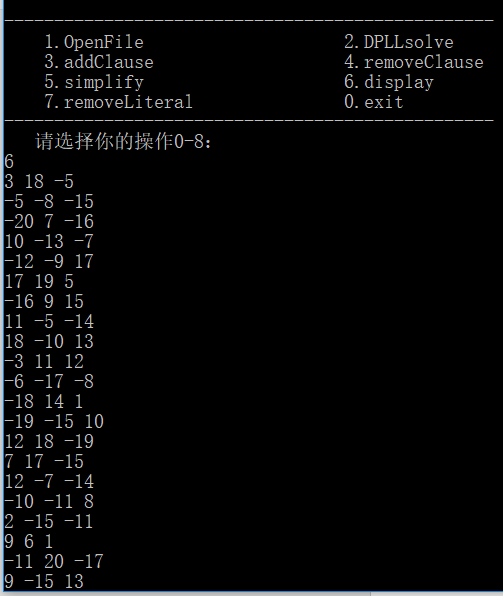 1.OpenFile 2.DPLLsolve
3.addClause 4.removeClause
5.simplify 6.display
7.removeLiteral 0.exit
请选择你的操作0-8:
6
3 18 -5
-5 -8 -15
-20 7 -16
10 -13 -7
-12 -9 17
17 19 5
-16 9 15
11 -5 -14
18 -10 13
-3 11 12
-6 -17 -8
-18 14 1
-19 -15 10
12 18 -19
7 17 -15
12 -7 -14
-10 -11 8
2 -15 -11
9 6 1
-11 20 -17
9 -15 13